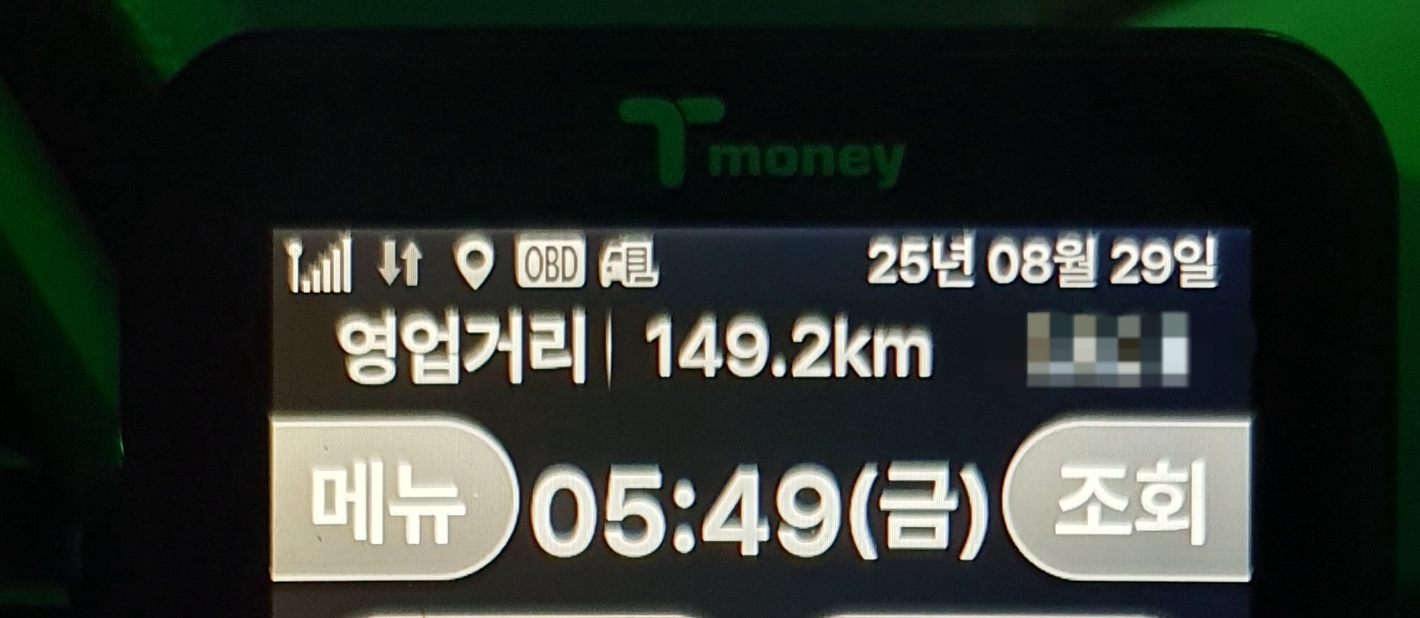 Tmoney
OBD 25년 08월 29일
영업거리 149.2km
메뉴 05:49(금) 조회